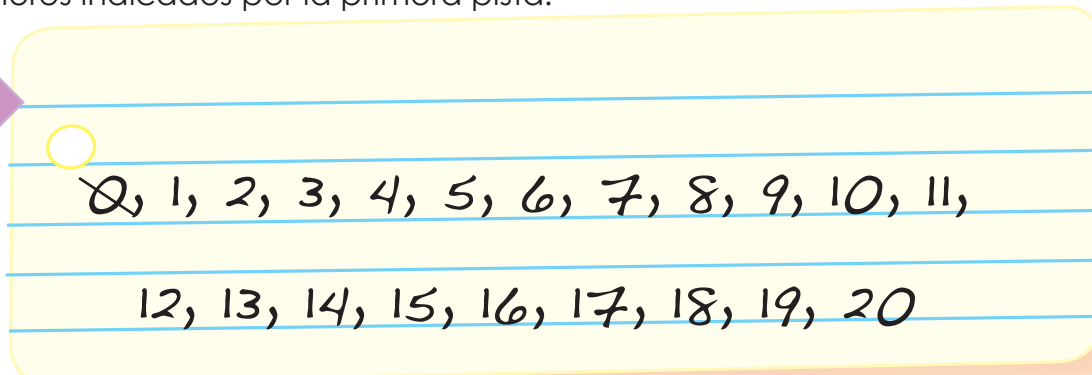 indicados por la primera pista.
0, 1, 2, 3, 4, 5, 6, 7, 8, 9, 10, 11,
12, 13, 14, 15, 16, 17, 18, 19, 20